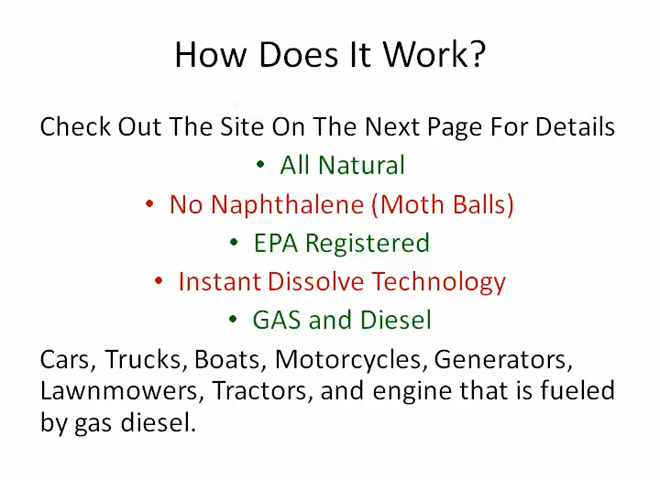 How Does It Work?
Check Out The Site On The Next Page For Details
• All Natural
• No Naphthalene (Moth Balls)
• EPA Registered
• Instant Dissolve Technology
• GAS and Diesel
Cars, Trucks, Boats, Motorcycles, Generators,
Lawnmowers, Tractors, and engine that is fueled
by gas diesel.